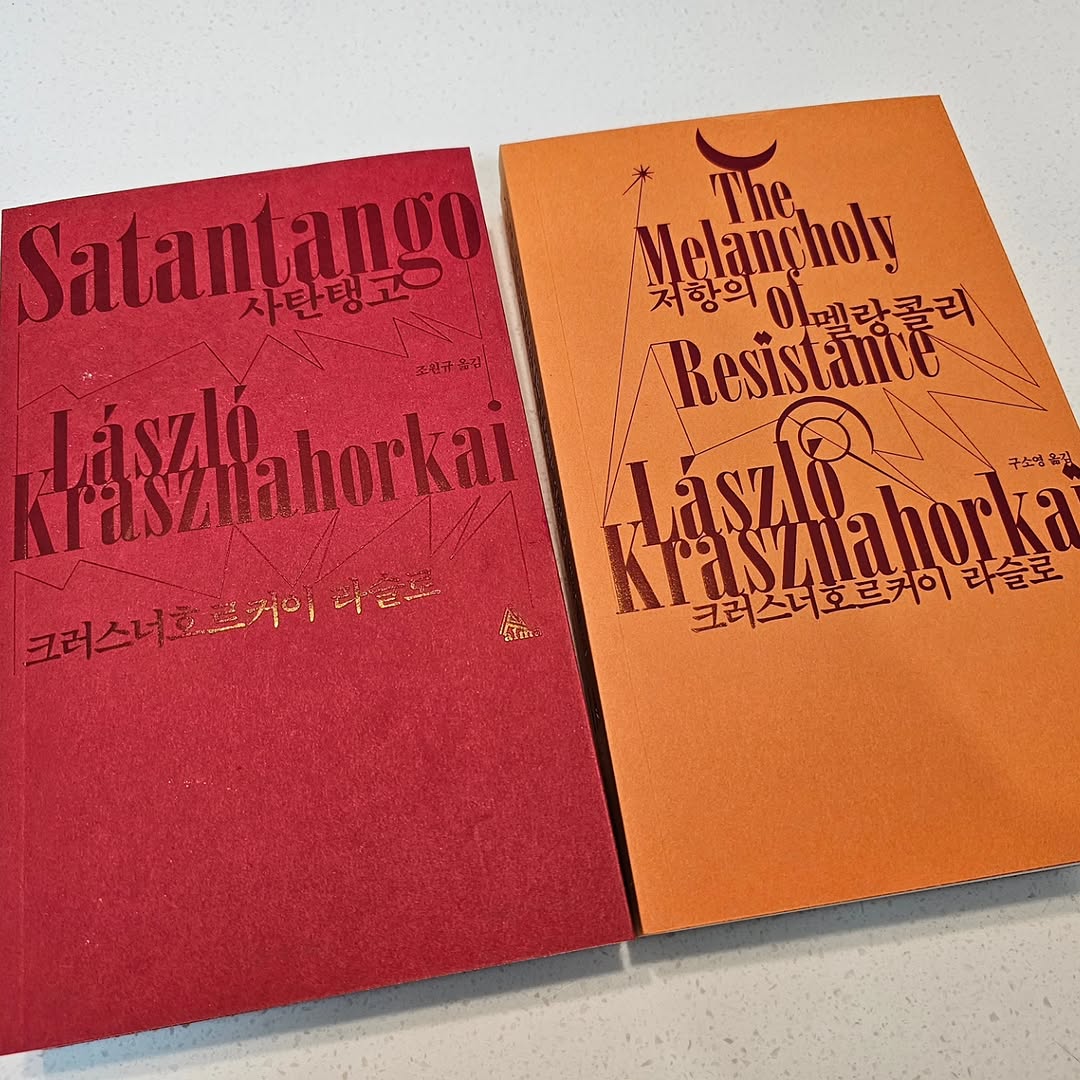 Satantango
사탄탱고
조원규 옮김
László
Krasznahorkai
크러스너호르커이 라슬로
alma
The
Melancholy
저항의
of
멜랑콜리
Resistance
László
구소영 옮김
Krasznahorkai
크러스너호르커이 라슬로